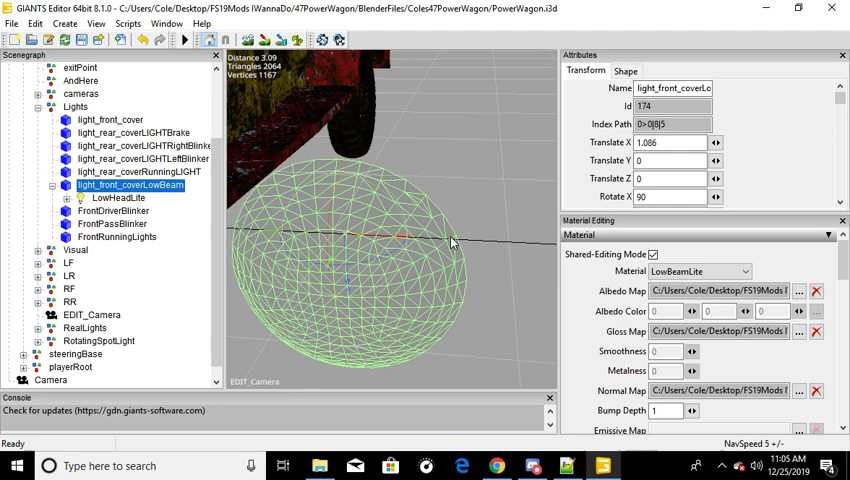 GIANTS Editor 64bit 8.1.0 - C:/Users/Cole/Desktop/FS19Mods IWannaDo/47PowerWagon/BlenderFiles/Coles47PowerWagon/PowerWagon.i3d
File Edit Create View Scripts Window Help
Scenegraph
exitPoint
AndHere
cameras
Lights
light_front_cover
light_rear_coverLIGHTBrake
light_rear_coverLIGHTRightBlinke
light_rear_coverLIGHTLeftBlinker
light_rear_coverRunningLIGHT
light_front_coverLowBeam
LowHeadLite
FrontDriverBlinker
FrontPassBlinker
FrontRunningLights
Visual
LF
LR
RF
RR
EDIT_Camera
RealLights
RotatingSpotLight
steeringBase
playerRoot
Camera
Distance 3.09
Triangles 2064
Vertices 1167
EDIT_Camera
Attributes
Transform Shape
Name light_front_coverLo
Id 174
Index Path 0>0|8|5
Translate X 1.086
Translate Y 0
Translate Z 0
Rotate X 90
Material Editing
Material
Shared-Editing Mode
Material LowBeamLite
Albedo Map C:/Users/Cole/Desktop/FS19Mods I ...
Albedo Color 0 0 0 ...
Gloss Map C:/Users/Cole/Desktop/FS19Mods I ...
Smoothness 0
Metalness 0
Normal Map C:/Users/Cole/Desktop/FS19Mods I ...
Bump Depth 1
Emissive Map
Console
Check for updates (https://gdn.giants-software.com)
Ready
NavSpeed 5 +/-
Type here to search
11:05 AM
12/25/2019
4